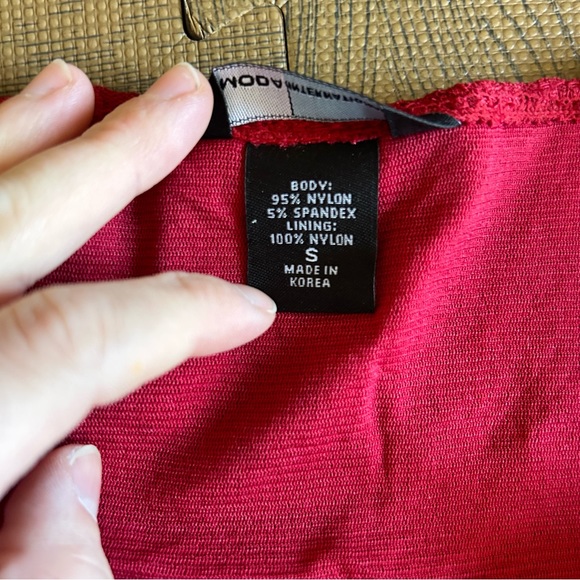 BODY:
95% NYLON
5% SPANDEX
LINING:
100% NYLON
S
MADE IN
KOREA